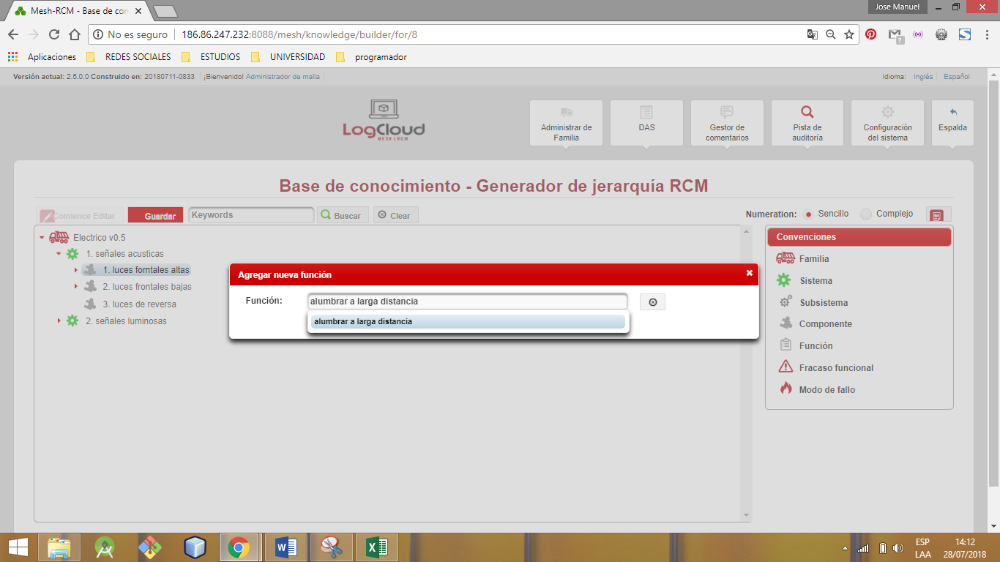 Mesh-RCM - Base de con
Jose Manuel
No es seguro
186.86.247.232:8088/mesh/knowledge/builder/for/8
Aplicaciones
REDES SOCIALES
ESTUDIOS
UNIVERSIDAD
programador
Versión actual: 2.5.0.0 Construido en: 20180711-0833
¡Bienvenido! Administrador de malla
Idioma: Inglés Español
LogCloud
MESH LRCM
Administrar de
Familia
DAS
Gestor de
comentarios
Pista de
auditoría
Configuración
del sistema
Espalda
Base de conocimiento - Generador de jerarquía RCM
Comience Editar
Guardar
Keywords
Buscar
Clear
Numeration:
Sencillo
Complejo
Electrico v0.5
1. señales acusticas
1. luces forntales altas
2. luces frontales bajas
3. luces de reversa
2. señales luminosas
Agregar nueva función
Función:
alumbrar a larga distancia
alumbrar a larga distancia
Convenciones
Familia
Sistema
Subsistema
Componente
Función
Fracaso funcional
Modo de fallo
ESP
LAA
14:12
28/07/2018